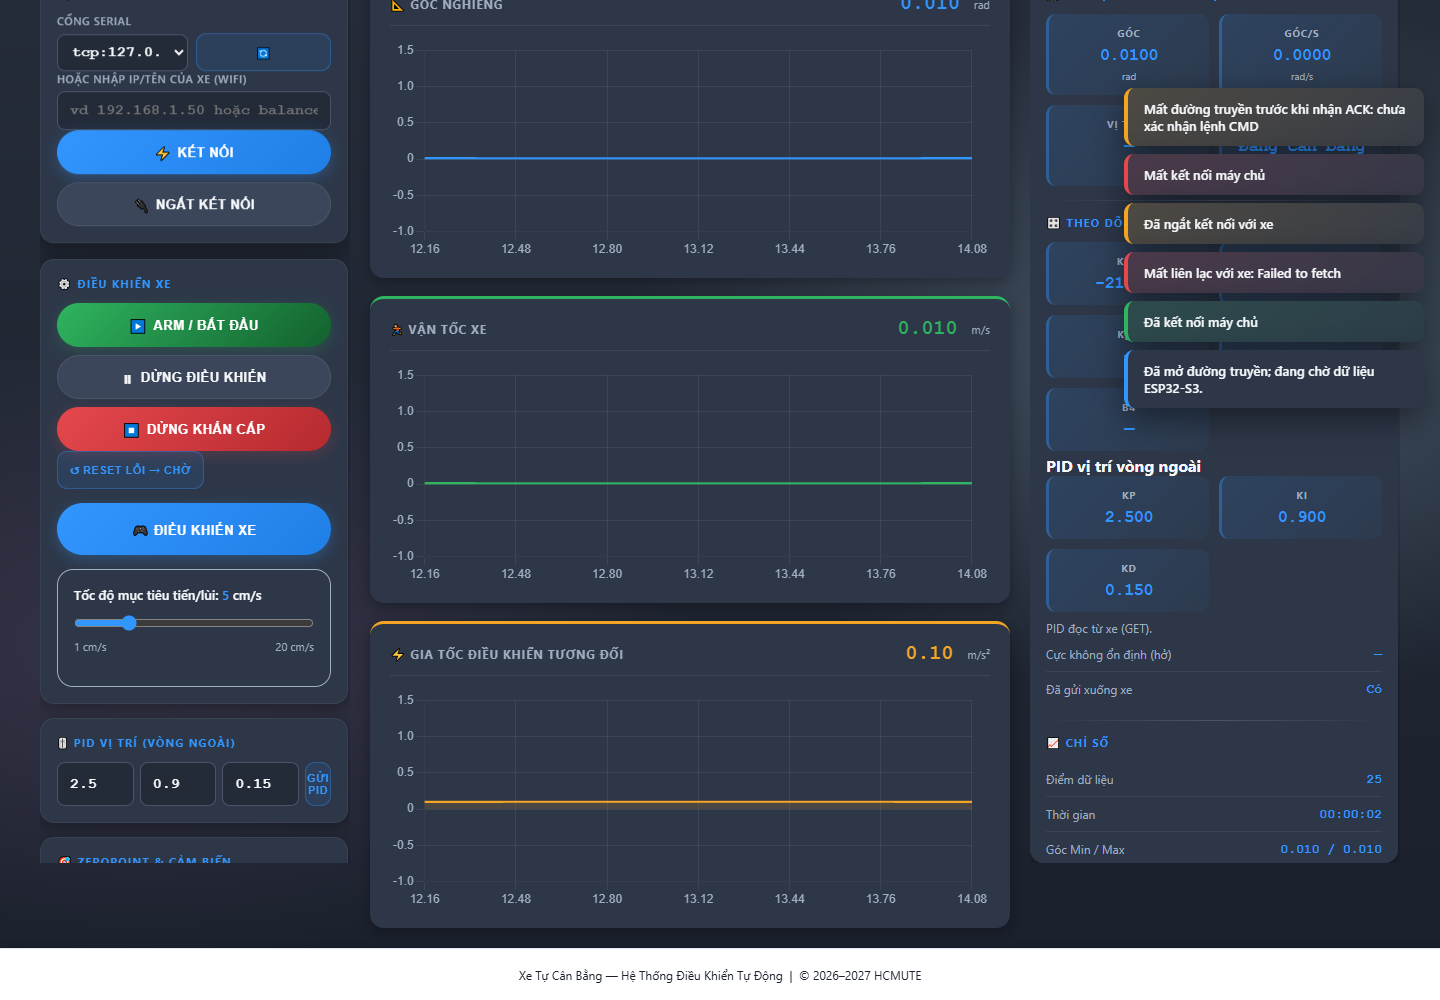 CỔNG SERIAL
tcp:127.0.
HOẶC NHẬP IP/TÊN CỦA XE (WIFI)
vd 192.168.1.50 hoặc balance
⚡ KẾT NỐI
🔌 NGẮT KẾT NỐI
⚙ ĐIỀU KHIỂN XE
▶ ARM / BẮT ĐẦU
⏸ DỪNG ĐIỀU KHIỂN
⏹ DỪNG KHẨN CẤP
↺ RESET LỖI → CHỜ
🎮 ĐIỀU KHIỂN XE
Tốc độ mục tiêu tiến/lùi: 5 cm/s
1 cm/s 20 cm/s
PID VỊ TRÍ (VÒNG NGOÀI)
2.5 0.9 0.15 GỬI
PID
ZEROPOINT & CẢM BIẾN
GÓC NGHIÊNG 0.010 rad
1.5
1.0
0.5
0
-0.5
-1.0
12.16 12.48 12.80 13.12 13.44 13.76 14.08
VẬN TỐC XE 0.010 m/s
1.5
1.0
0.5
0
-0.5
-1.0
12.16 12.48 12.80 13.12 13.44 13.76 14.08
⚡ GIA TỐC ĐIỀU KHIỂN TƯƠNG ĐỐI 0.10 m/s²
1.5
1.0
0.5
0
-0.5
-1.0
12.16 12.48 12.80 13.12 13.44 13.76 14.08
GÓC GÓC/S
0.0100 0.0000
rad rad/s
Mất đường truyền trước khi nhận ACK: chưa
xác nhận lệnh CMD
VỊ
Đang cân bằng
Mất kết nối máy chủ
Đã ngắt kết nối với xe
Mất liên lạc với xe: Failed to fetch
Đã kết nối máy chủ
Đã mở đường truyền; đang chờ dữ liệu
ESP32-S3.
THEO DÕ
K
-21
K
—
PID vị trí vòng ngoài
KP KI
2.500 0.900
KD
0.150
PID đọc từ xe (GET).
Cực không ổn định (hở) —
Đã gửi xuống xe Có
CHỈ SỐ
Điểm dữ liệu 25
Thời gian 00:00:02
Góc Min / Max 0.010 / 0.010
Xe Tự Cân Bằng — Hệ Thống Điều Khiển Tự Động | © 2026–2027 HCMUTE